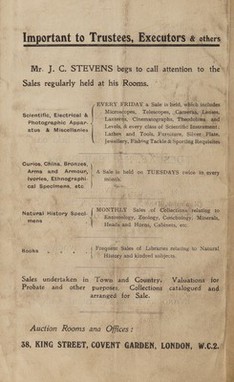 Important to Trustees, Executors & others
Mr. J. C. STEVENS begs to call attention to the
Sales regularly held at his Rooms.
Scientific, Electrical &
Photographic Appar-
atus & Miscellanies
EVERY FRIDAY a Sale is held, which includes
Microscopes, Telescopes, Cameras, Lenses,
Lanterns, Cinematographs, Theodolites and
Levels, & every class of Scientific Instrument;
Lathes and Tools, Furniture, Silver Plate,
Jewellery, Fishing Tackle & Sporting Requisites
Curios, China, Bronzes,
Arms and Armour,
Ivories, Ethnographi-
cal Specimens, etc.
A Sale is held on TUESDAYS twice in every
month.
Natural History Speci-
mens
MONTHLY Sales of Collections relating to
Entomology, Zoology, Conchology, Minerals,
Heads and Horns, Cabinets, etc.
Books . . . .
Frequent Sales of Libraries relating to Natural
History and kindred subjects.
Sales undertaken in Town and Country. Valuations for
Probate and other purposes. Collections catalogued and
arranged for Sale.
Auction Rooms and Offices:
38, KING STREET, COVENT GARDEN, LONDON, W.C.2.